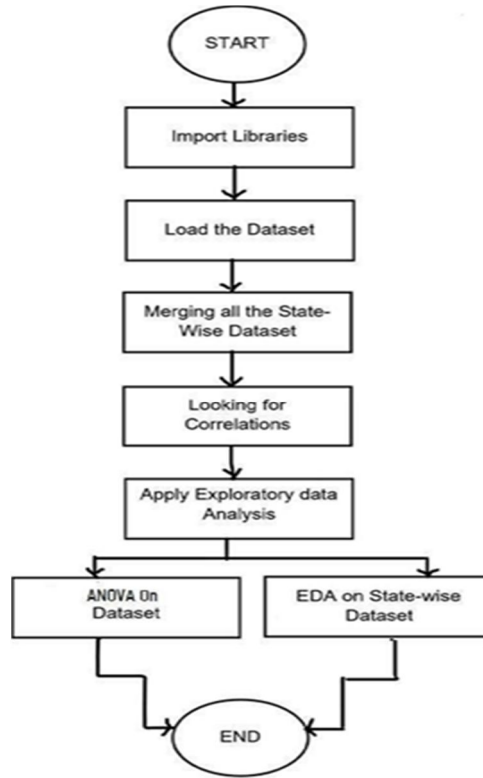 START
Import Libraries
Load the Dataset
Merging all the State-
Wise Dataset
Looking for
Correlations
Apply Exploratory data
Analysis
ANOVA On
Dataset
EDA on State-wise
Dataset
END